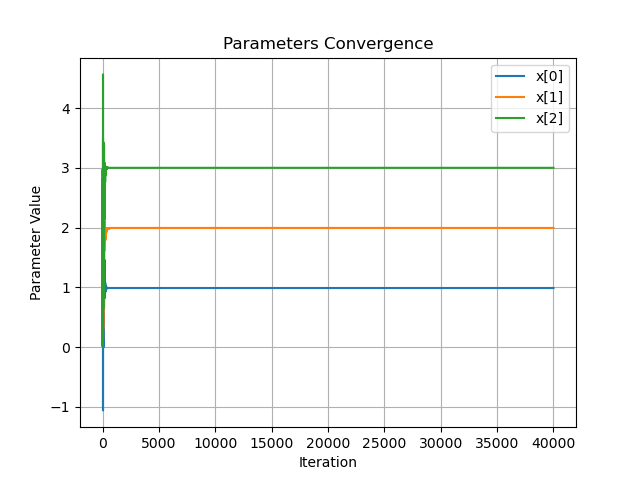 Parameters Convergence
x[0]
x[1]
x[2]
4
3
2
1
0
−1
Parameter Value
0 5000 10000 15000 20000 25000 30000 35000 40000
Iteration